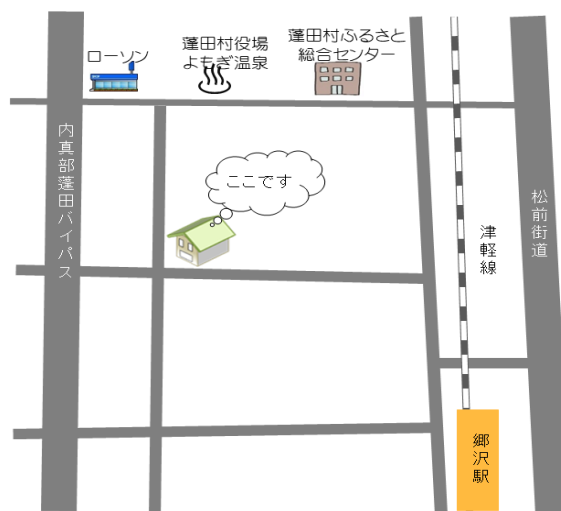 ローソン
蓬田村役場
よもぎ温泉
蓬田村ふるさと
総合センター
内真部蓬田バイパス
ここです
松前街道
津軽線
郷沢駅